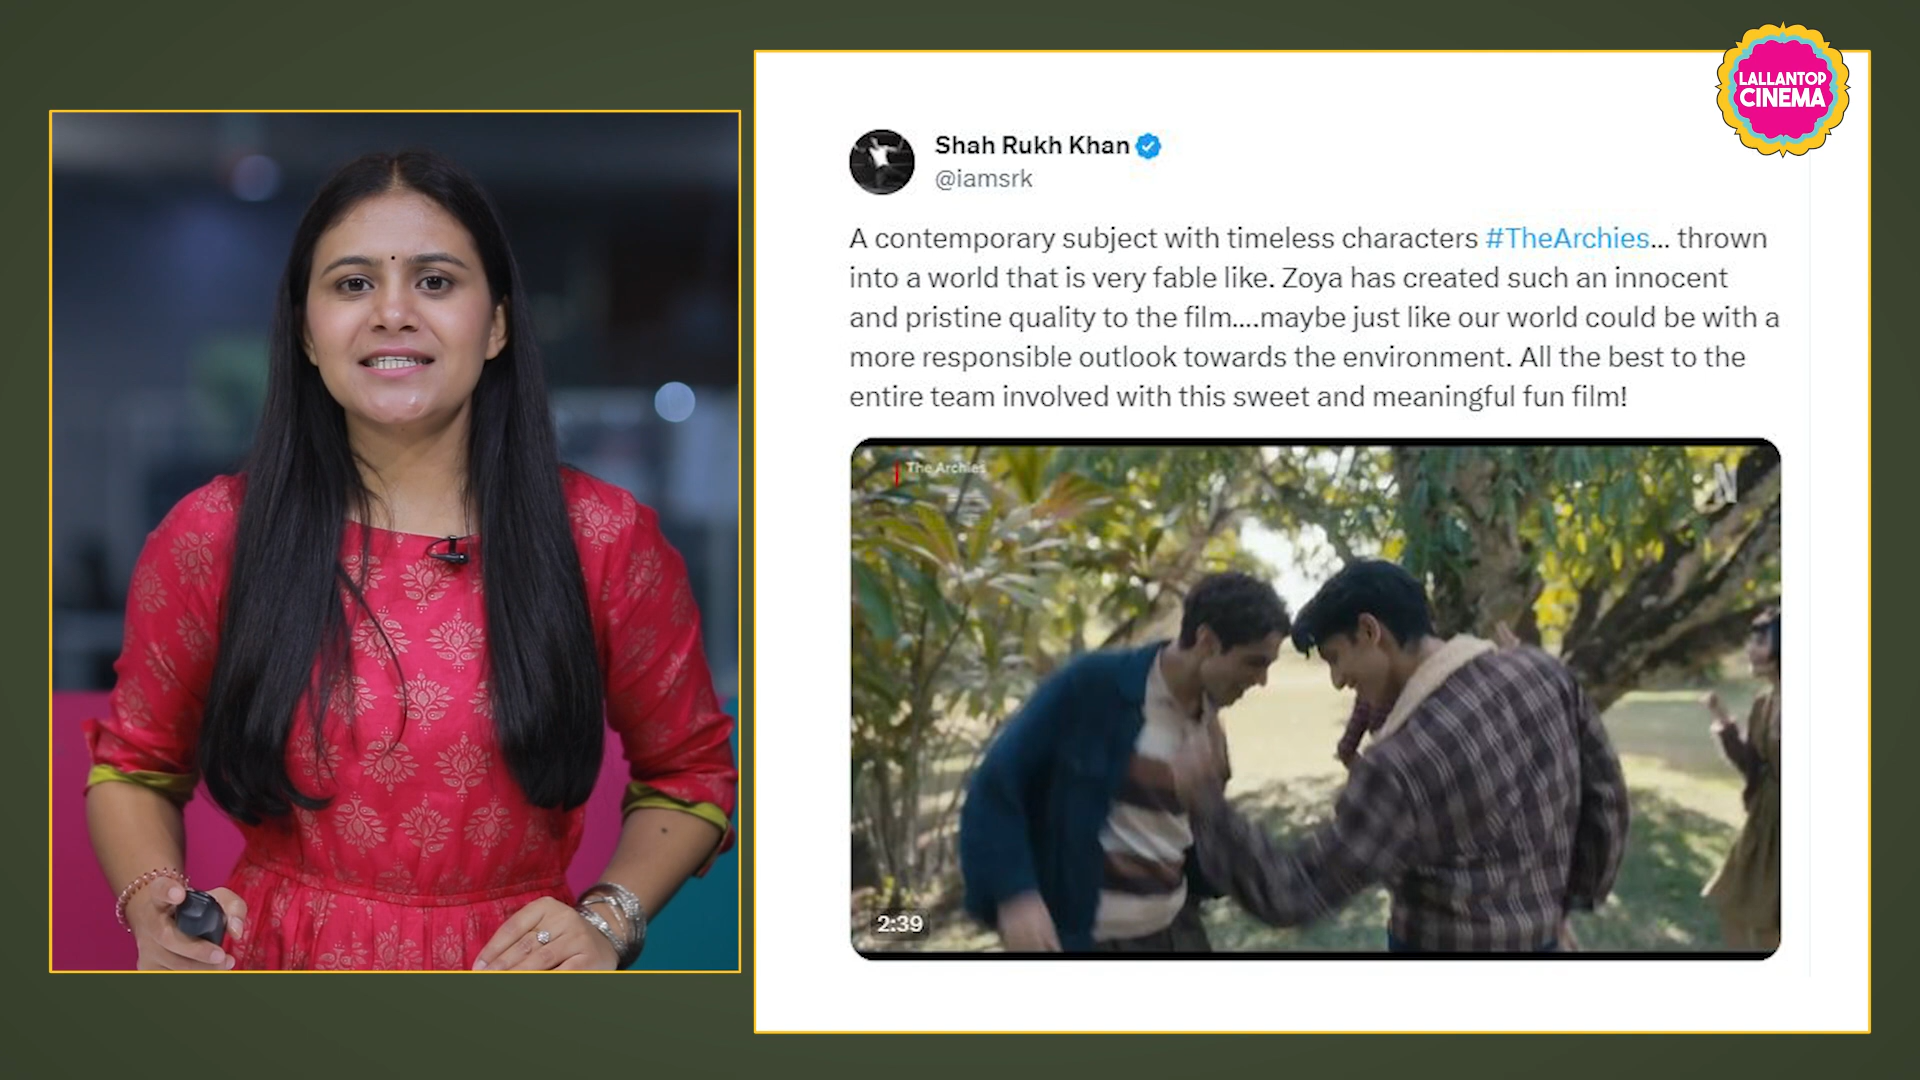 LALLANTOP
CINEMA
Shah Rukh Khan
@iamsrk
A contemporary subject with timeless characters #TheArchies... thrown
into a world that is very fable like. Zoya has created such an innocent
and pristine quality to the film....maybe just like our world could be with a
more responsible outlook towards the environment. All the best to the
entire team involved with this sweet and meaningful fun film!
The Archies
N
2:39